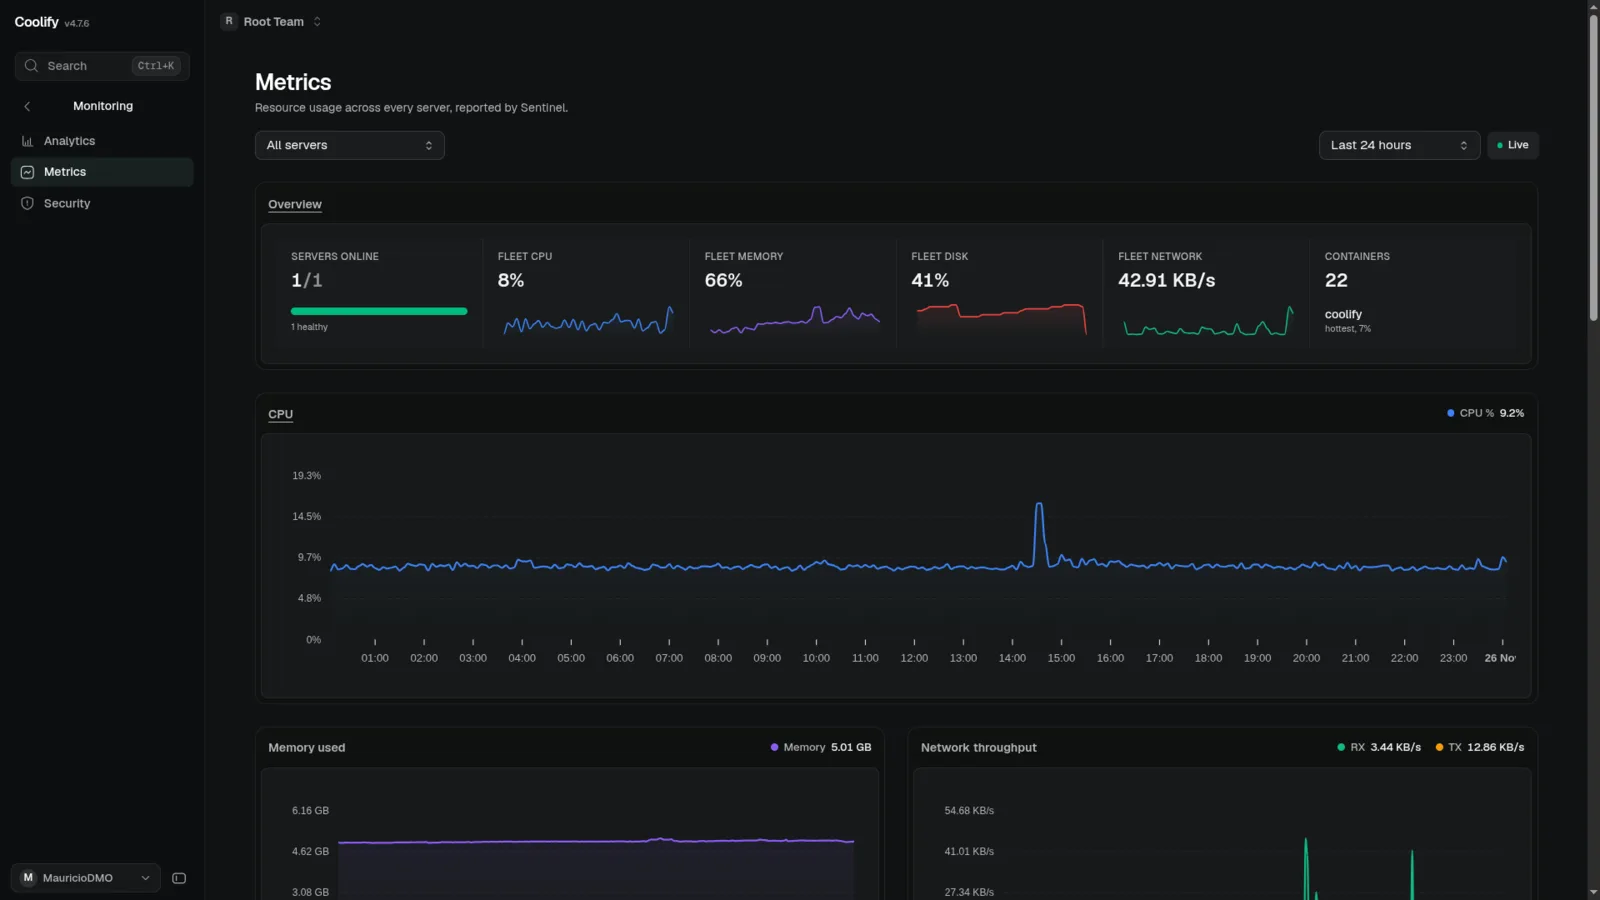 Coolify v4.7.6
R Root Team
Search Ctrl+K
Monitoring
Analytics
Metrics
Security
Metrics
Resource usage across every server, reported by Sentinel.
All servers
Last 24 hours
Live
Overview
SERVERS ONLINE
1/1
1 healthy
FLEET CPU
8%
FLEET MEMORY
66%
FLEET DISK
41%
FLEET NETWORK
42.91 KB/s
CONTAINERS
22
coolify
hottest, 7%
CPU
CPU % 9.2%
19.3%
14.5%
9.7%
4.8%
0%
01:00 02:00 03:00 04:00 05:00 06:00 07:00 08:00 09:00 10:00 11:00 12:00 13:00 14:00 15:00 16:00 17:00 18:00 19:00 20:00 21:00 22:00 23:00 26 Nov
Memory used
Memory 5.01 GB
6.16 GB
4.62 GB
3.08 GB
Network throughput
RX 3.44 KB/s TX 12.86 KB/s
54.68 KB/s
41.01 KB/s
27.34 KB/s
M MauricioDMO